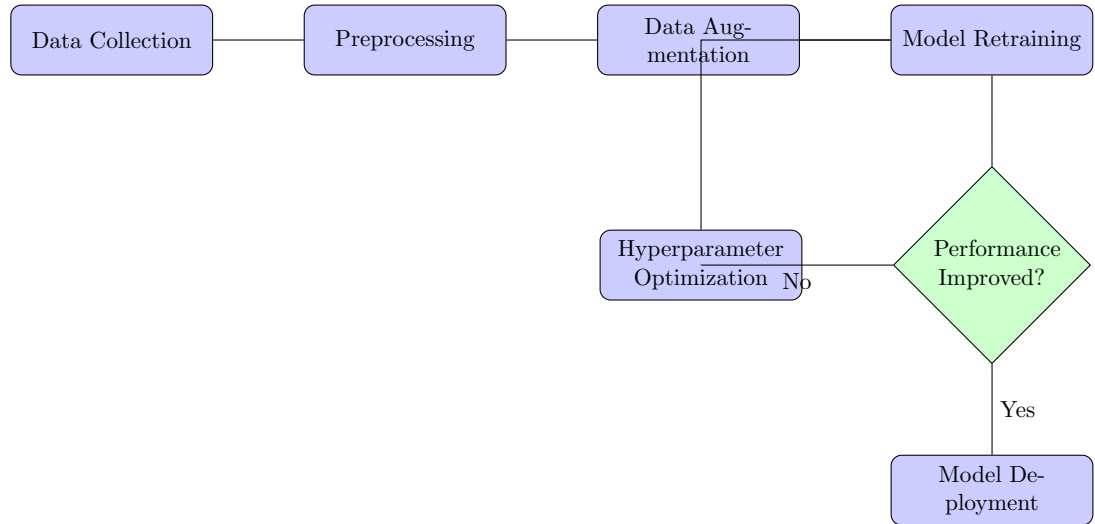 Data Collection
Preprocessing
Data Aug-
mentation
Model Retraining
Hyperparameter
Optimization
No
Performance
Improved?
Yes
Model De-
ployment